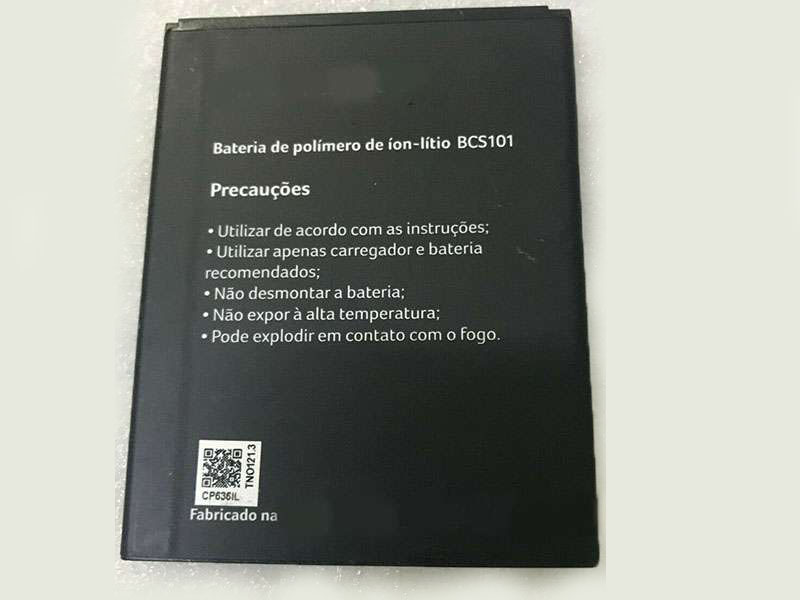 Bateria de polímero de íon-lítio BCS101
Precauções
• Utilizar de acordo com as instruções;
• Utilizar apenas carregador e bateria
recomendados;
• Não desmontar a bateria;
• Não expor à alta temperatura;
• Pode explodir em contato com o fogo.
TNO121.3
CP636IL
Fabricado na